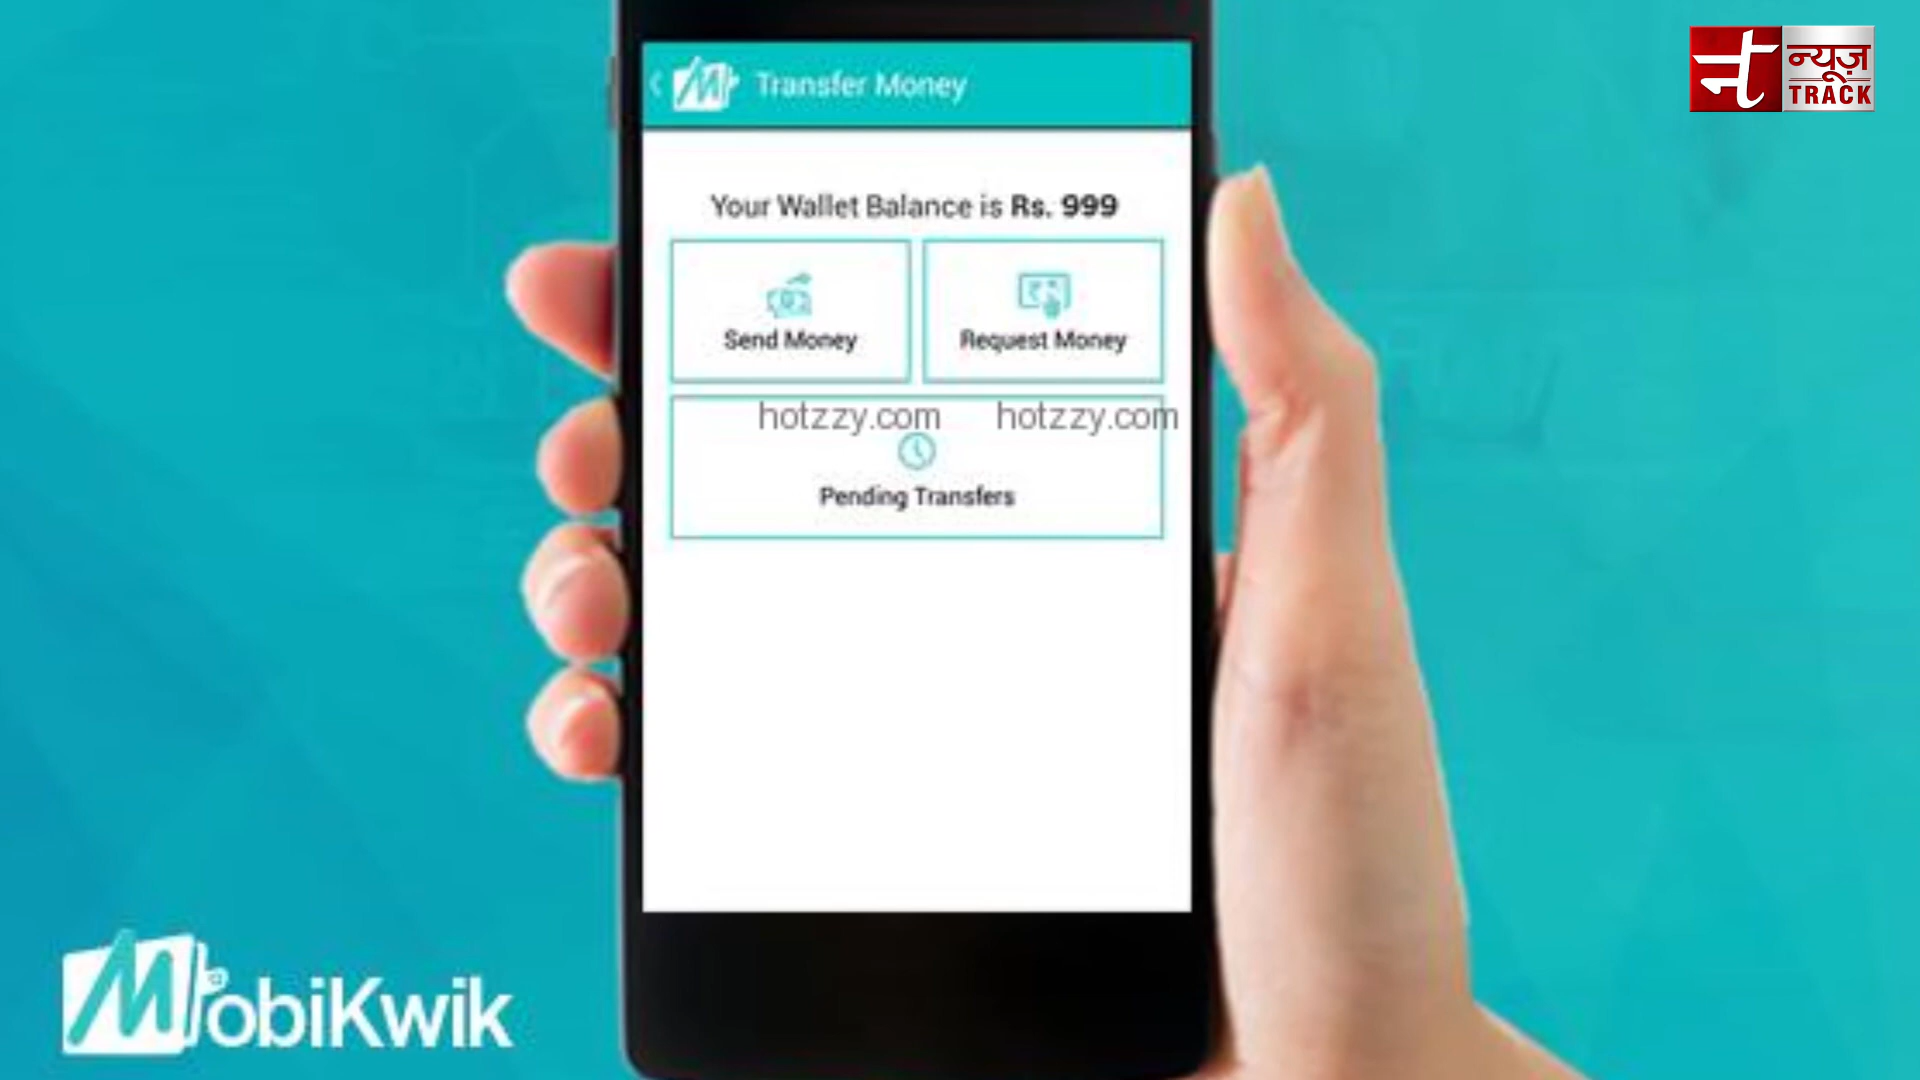 न्यूज़
TRACK
Transfer Money
Your Wallet Balance is Rs. 999
Send Money
Request Money
hotzzy.com hotzzy.com
Pending Transfers
MobiKwik